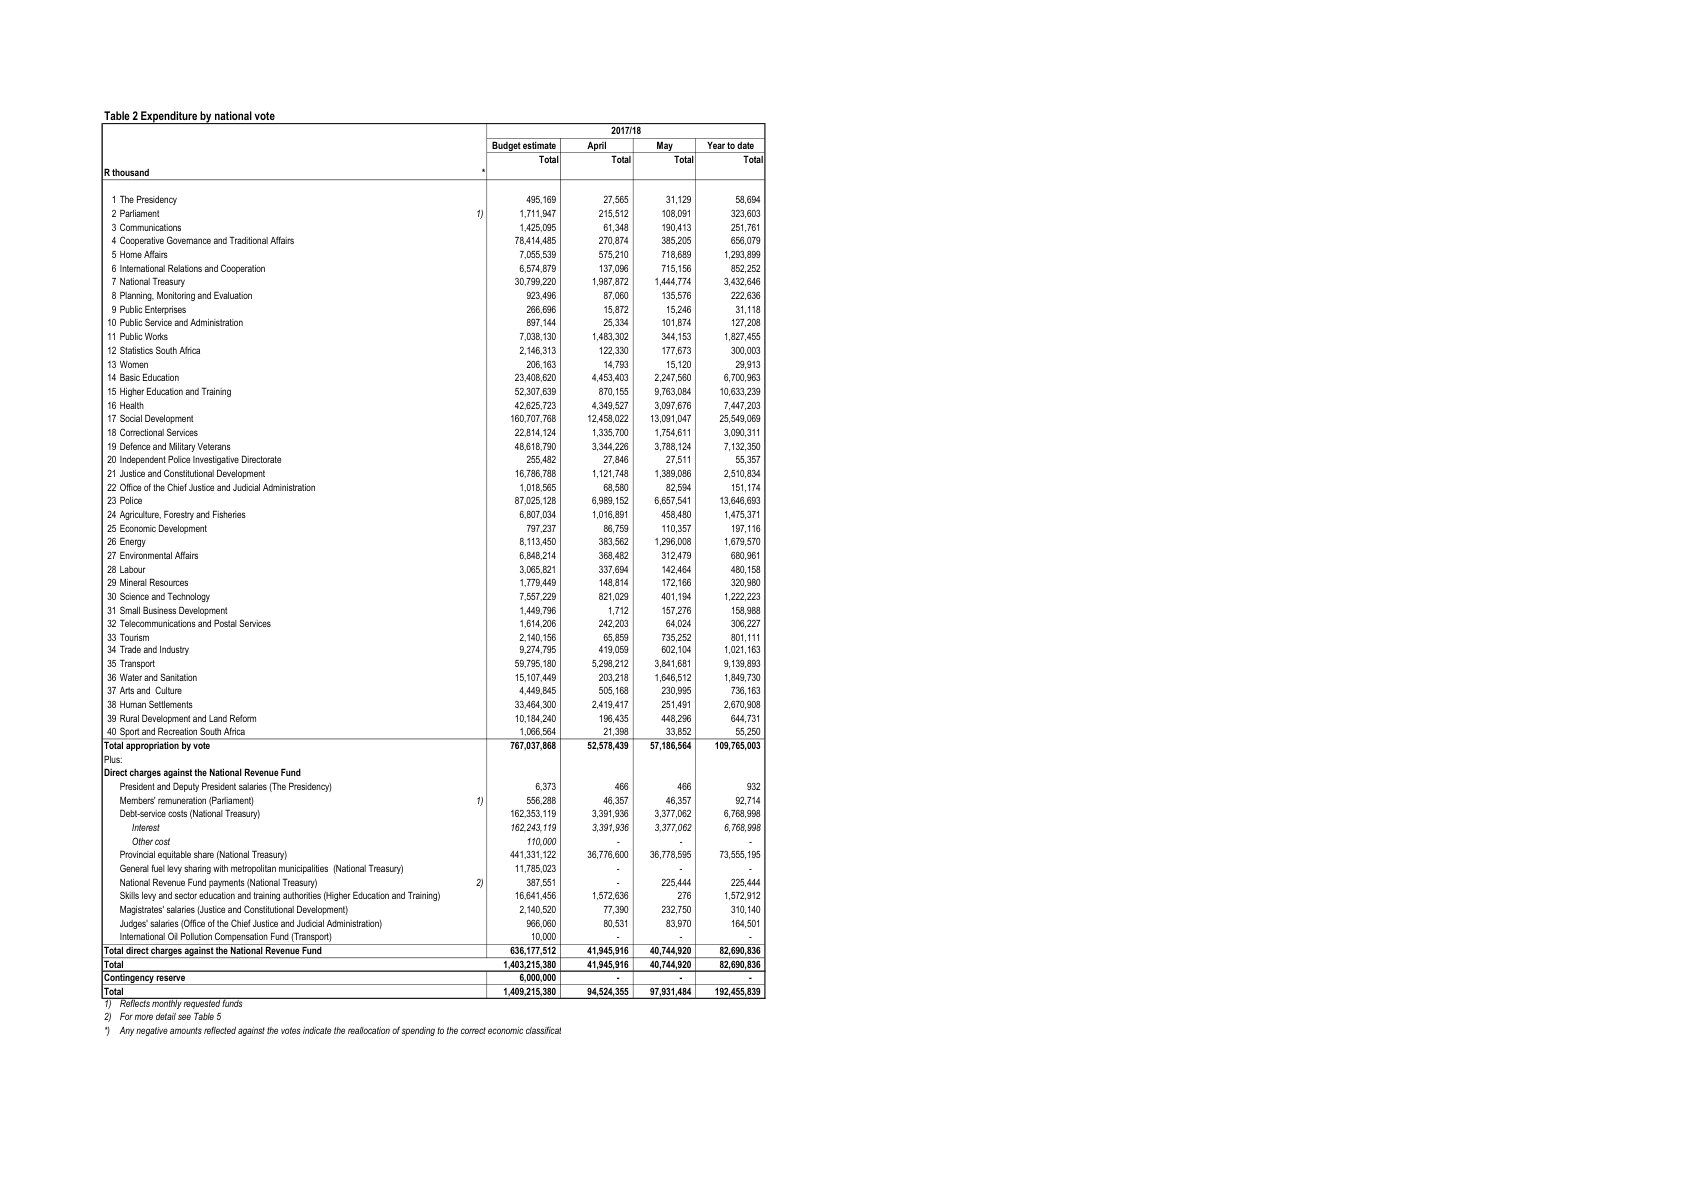 Table 2 Expenditure by national vote
2017/18
Budget estimate April May Year to date
Total Total Total Total
R thousand *
1 The Presidency 495,169 27,565 31,129 58,694
2 Parliament 1) 1,711,947 215,512 108,091 323,603
3 Communications 1,425,095 61,348 190,413 251,761
4 Cooperative Governance and Traditional Affairs 78,414,485 270,874 385,205 656,079
5 Home Affairs 7,055,539 575,210 718,689 1,293,899
6 International Relations and Cooperation 6,574,879 137,096 715,156 852,252
7 National Treasury 30,799,220 1,987,872 1,444,774 3,432,646
8 Planning, Monitoring and Evaluation 923,496 87,060 135,576 222,636
9 Public Enterprises 266,696 15,872 15,246 31,118
10 Public Service and Administration 897,144 25,334 101,874 127,208
11 Public Works 7,038,130 1,483,302 344,153 1,827,455
12 Statistics South Africa 2,146,313 122,330 177,673 300,003
13 Women 206,163 14,793 15,120 29,913
14 Basic Education 23,408,620 4,453,403 2,247,560 6,700,963
15 Higher Education and Training 52,307,639 870,155 9,763,084 10,633,239
16 Health 42,625,723 4,349,527 3,097,676 7,447,203
17 Social Development 160,707,768 12,458,022 13,091,047 25,549,069
18 Correctional Services 22,814,124 1,335,700 1,754,611 3,090,311
19 Defence and Military Veterans 48,618,790 3,344,226 3,788,124 7,132,350
20 Independent Police Investigative Directorate 255,482 27,846 27,511 55,357
21 Justice and Constitutional Development 16,786,788 1,121,748 1,389,086 2,510,834
22 Office of the Chief Justice and Judicial Administration 1,018,565 68,580 82,594 151,174
23 Police 87,025,128 6,989,152 6,657,541 13,646,693
24 Agriculture, Forestry and Fisheries 6,807,034 1,016,891 458,480 1,475,371
25 Economic Development 797,237 86,759 110,357 197,116
26 Energy 8,113,450 383,562 1,296,008 1,679,570
27 Environmental Affairs 6,848,214 368,482 312,479 680,961
28 Labour 3,065,821 337,694 142,464 480,158
29 Mineral Resources 1,779,449 148,814 172,166 320,980
30 Science and Technology 7,557,229 821,029 401,194 1,222,223
31 Small Business Development 1,449,796 1,712 157,276 158,988
32 Telecommunications and Postal Services 1,614,206 242,203 64,024 306,227
33 Tourism 2,140,156 65,859 735,252 801,111
34 Trade and Industry 9,274,795 419,059 602,104 1,021,163
35 Transport 59,795,180 5,298,212 3,841,681 9,139,893
36 Water and Sanitation 15,107,449 203,218 1,646,512 1,849,730
37 Arts and Culture 4,449,845 505,168 230,995 736,163
38 Human Settlements 33,464,300 2,419,417 251,491 2,670,908
39 Rural Development and Land Reform 10,184,240 196,435 448,296 644,731
40 Sport and Recreation South Africa 1,066,564 21,398 33,852 55,250
Total appropriation by vote 767,037,868 52,578,439 57,186,564 109,765,003
Plus:
Direct charges against the National Revenue Fund
President and Deputy President salaries (The Presidency) 6,373 466 466 932
Members' remuneration (Parliament) 1) 556,288 46,357 46,357 92,714
Debt-service costs (National Treasury) 162,353,119 3,391,936 3,377,062 6,768,998
Interest 162,243,119 3,391,936 3,377,062 6,768,998
Other cost 110,000 - - -
Provincial equitable share (National Treasury) 441,331,122 36,776,600 36,778,595 73,555,195
General fuel levy sharing with metropolitan municipalities (National Treasury) 11,785,023 - - -
National Revenue Fund payments (National Treasury) 2) 387,551 - 225,444 225,444
Skills levy and sector education and training authorities (Higher Education and Training) 16,641,456 1,572,636 276 1,572,912
Magistrates' salaries (Justice and Constitutional Development) 2,140,520 77,390 232,750 310,140
Judges' salaries (Office of the Chief Justice and Judicial Administration) 966,060 80,531 83,970 164,501
International Oil Pollution Compensation Fund (Transport) 10,000 - - -
Total direct charges against the National Revenue Fund 636,177,512 41,945,916 40,744,920 82,690,836
Total 1,403,215,380 41,945,916 40,744,920 82,690,836
Contingency reserve 6,000,000 - - -
Total 1,409,215,380 94,524,355 97,931,484 192,455,839
1) Reflects monthly requested funds
2) For more detail see Table 5
*) Any negative amounts reflected against the votes indicate the reallocation of spending to the correct economic classificat